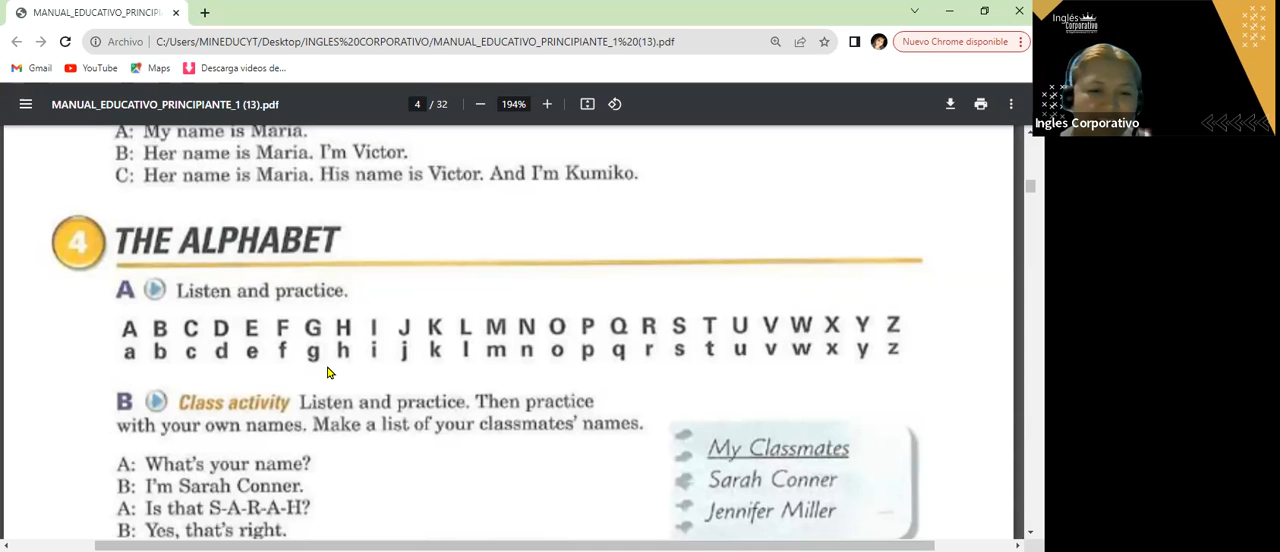 MANUAL_EDUCATIVO_PRINCIPI
Archivo
C:/Users/MINEDUCYT/Desktop/INGLES%20CORPORATIVO/MANUAL_EDUCATIVO_PRINCIPIANTE_1%20(13).pdf
Nuevo Chrome disponible
Gmail
YouTube
Maps
Descarga videos de...
MANUAL_EDUCATIVO_PRINCIPIANTE_1 (13).pdf
4 / 32
194%
Inglés
Corporativo
Ingles Corporativo
A: My name is Maria.
B: Her name is Maria. I'm Victor.
C: Her name is Maria. His name is Victor. And I'm Kumiko.
4 THE ALPHABET
A Listen and practice.
A B C D E F G H I J K L M N O P Q R S T U V W X Y Z
a b c d e f g h i j k l m n o p q r s t u v w x y z
B Class activity Listen and practice. Then practice
with your own names. Make a list of your classmates' names.
A: What's your name?
B: I'm Sarah Conner.
A: Is that S-A-R-A-H?
B: Yes, that's right.
My Classmates
Sarah Conner
Jennifer Miller